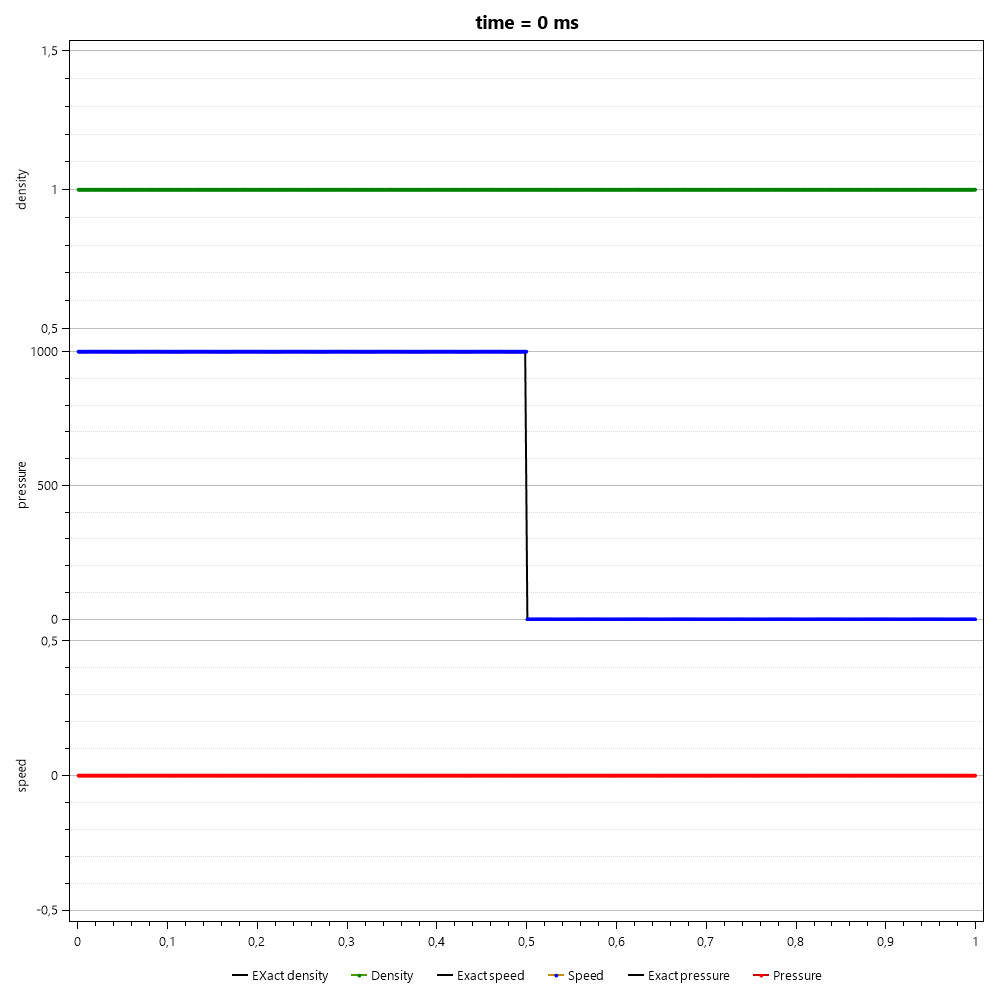 time = 0 ms
1,5
density
1
0,5
1000
pressure
500
0
0,5
speed
0
-0,5
0 0,1 0,2 0,3 0,4 0,5 0,6 0,7 0,8 0,9 1
EXact density Density Exact speed Speed Exact pressure Pressure